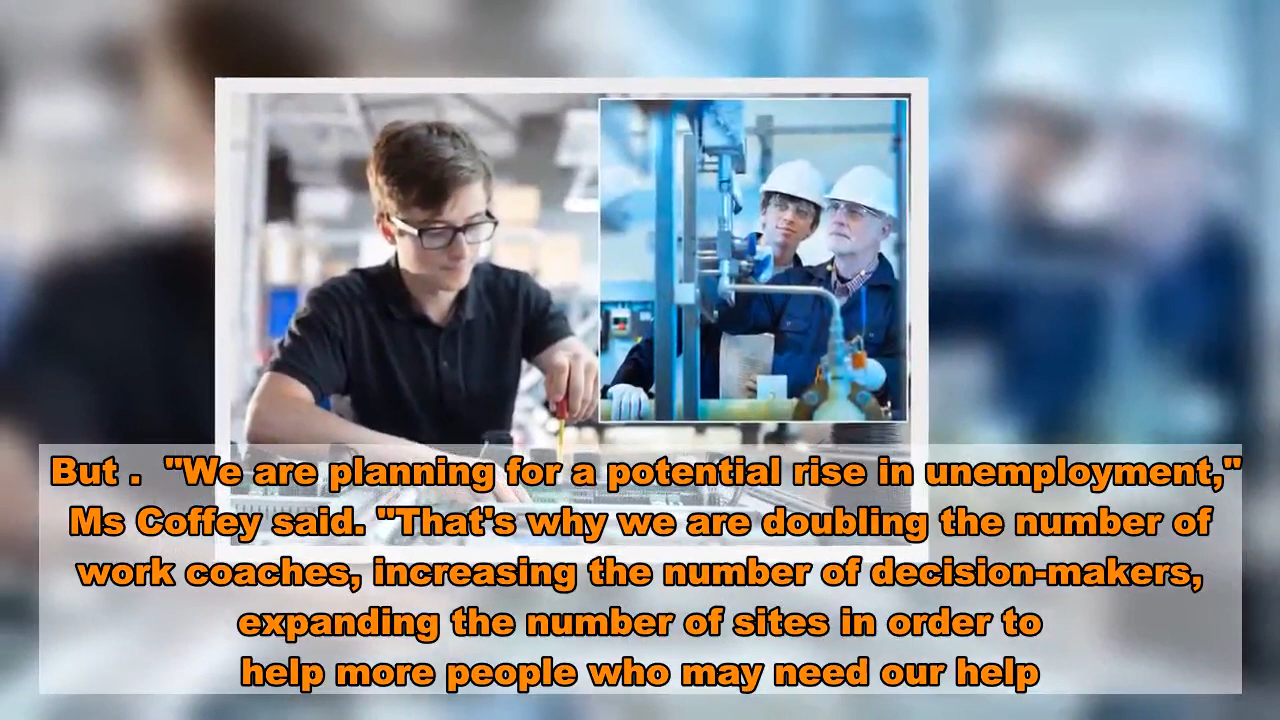 But .  "We are planning for a potential rise in unemployment,"
Ms Coffey said. "That's why we are doubling the number of
work coaches, increasing the number of decision-makers,
expanding the number of sites in order to
help more people who may need our help